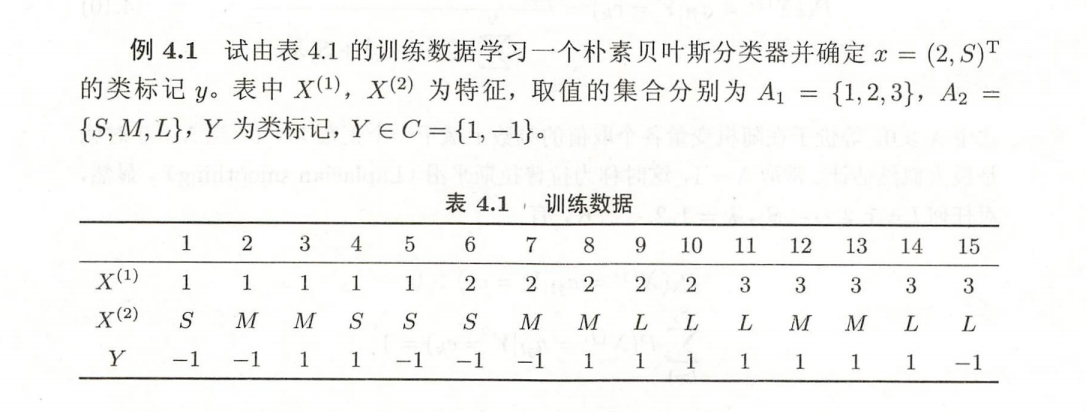 例 4.1 试由表 4.1 的训练数据学习一个朴素贝叶斯分类器并确定 x = (2, S)ᵀ
的类标记 y。表中 X⁽¹⁾，X⁽²⁾ 为特征，取值的集合分别为 A₁ = {1, 2, 3}，A₂ =
{S, M, L}，Y 为类标记，Y ∈ C = {1, −1}。
表 4.1 训练数据
1 2 3 4 5 6 7 8 9 10 11 12 13 14 15
X⁽¹⁾ 1 1 1 1 1 2 2 2 2 2 3 3 3 3 3
X⁽²⁾ S M M S S S M M L L L M M L L
Y −1 −1 1 1 −1 −1 −1 1 1 1 1 1 1 1 −1